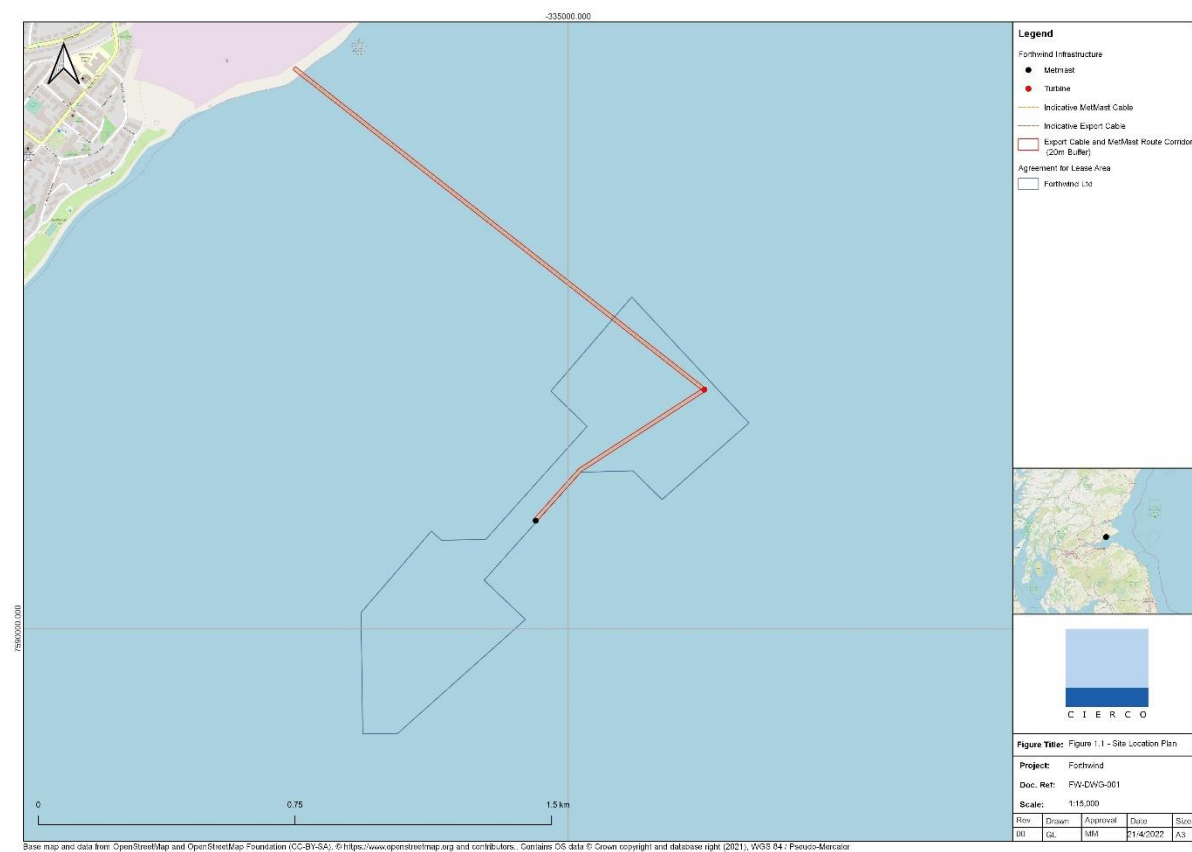 -335000.000
Legend
Forthwind Infrastructure
Metmast
Turbine
Indicative MetMast Cable
Indicative Export Cable
Export Cable and MetMast Route Corridor
(20m Buffer)
Agreement for Lease Area
Forthwind Ltd
7590000.000
0
0.75
1.5 km
C I E R C O
Figure Title: Figure 1.1 - Site Location Plan
Project: Forthwind
Doc. Ref: FW-DWG-001
Scale: 1:15,000
Rev Drawn Approval Date Size
00 GL MM 21/4/2022 A3
Base map and data from OpenStreetMap and OpenStreetMap Foundation (CC-BY-SA). © https://www.openstreetmap.org and contributors.. Contains OS data © Crown copyright and database right (2021), WGS 84 / Pseudo-Mercator